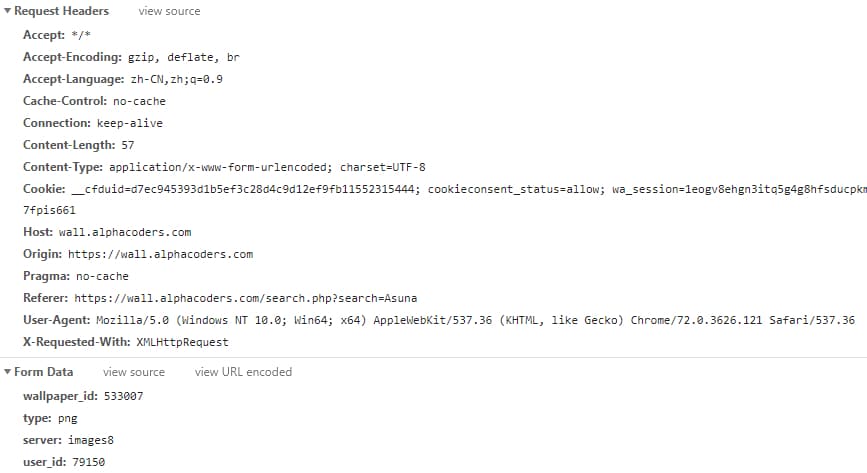 Request Headers view source
Accept: */*
Accept-Encoding: gzip, deflate, br
Accept-Language: zh-CN,zh;q=0.9
Cache-Control: no-cache
Connection: keep-alive
Content-Length: 57
Content-Type: application/x-www-form-urlencoded; charset=UTF-8
Cookie: __cfduid=d7ec945393d1b5ef3c28d4c9d12ef9fb11552315444; cookieconsent_status=allow; wa_session=1eogv8ehgn3itq5g4g8hfsducpkm
7fpis661
Host: wall.alphacoders.com
Origin: https://wall.alphacoders.com
Pragma: no-cache
Referer: https://wall.alphacoders.com/search.php?search=Asuna
User-Agent: Mozilla/5.0 (Windows NT 10.0; Win64; x64) AppleWebKit/537.36 (KHTML, like Gecko) Chrome/72.0.3626.121 Safari/537.36
X-Requested-With: XMLHttpRequest
Form Data view source view URL encoded
wallpaper_id: 533007
type: png
server: images8
user_id: 79150